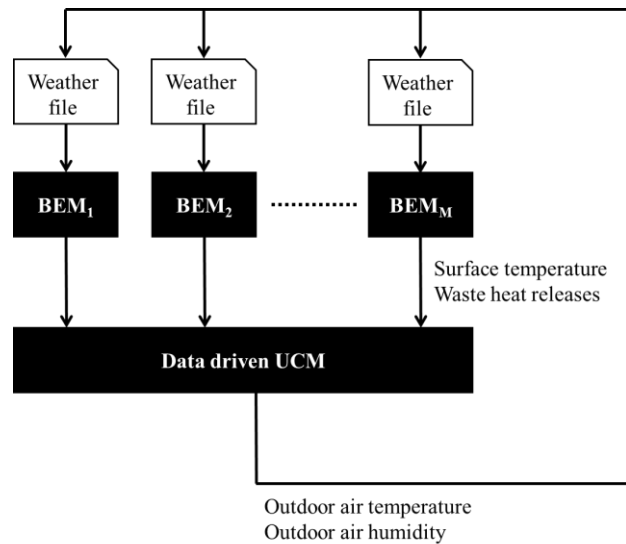 Weather
file
Weather
file
Weather
file
BEM₁
BEM₂
BEM_M
Surface temperature
Waste heat releases
Data driven UCM
Outdoor air temperature
Outdoor air humidity